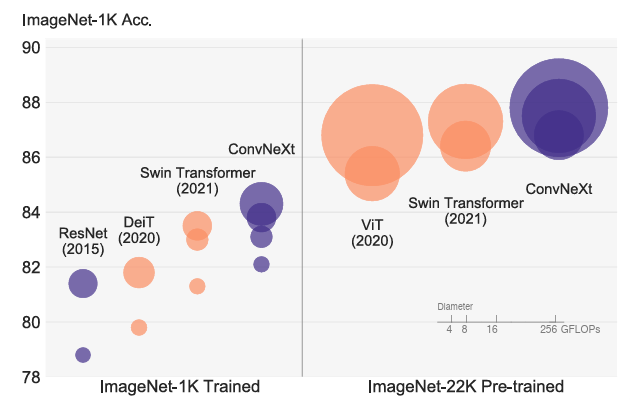 ImageNet-1K Acc.
90
88
86
84
82
80
78
ResNet
(2015)
DeiT
(2020)
Swin Transformer
(2021)
ConvNeXt
ViT
(2020)
Swin Transformer
(2021)
ConvNeXt
Diameter
4 8 16 256 GFLOPs
ImageNet-1K Trained
ImageNet-22K Pre-trained